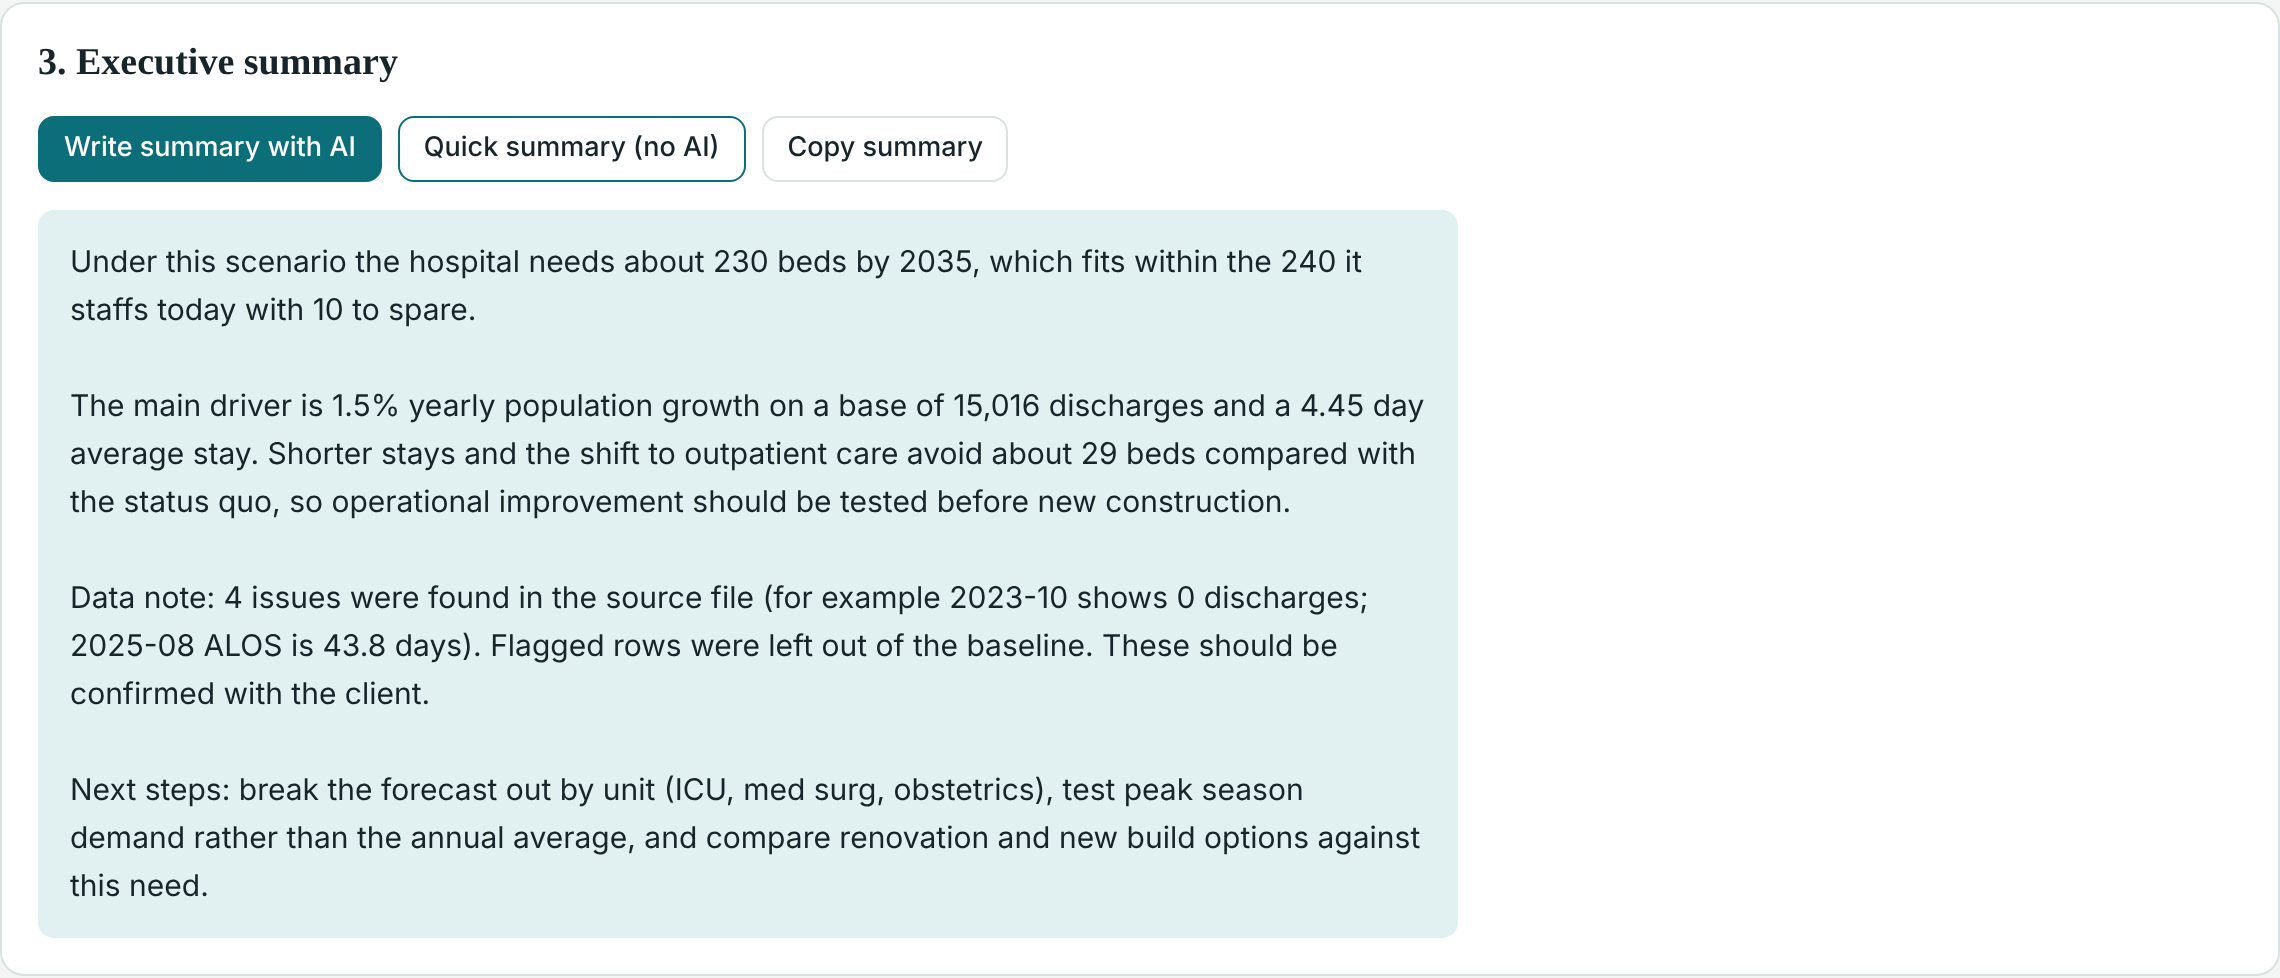 3. Executive summary
Write summary with AI
Quick summary (no AI)
Copy summary
Under this scenario the hospital needs about 230 beds by 2035, which fits within the 240 it
staffs today with 10 to spare.
The main driver is 1.5% yearly population growth on a base of 15,016 discharges and a 4.45 day
average stay. Shorter stays and the shift to outpatient care avoid about 29 beds compared with
the status quo, so operational improvement should be tested before new construction.
Data note: 4 issues were found in the source file (for example 2023-10 shows 0 discharges;
2025-08 ALOS is 43.8 days). Flagged rows were left out of the baseline. These should be
confirmed with the client.
Next steps: break the forecast out by unit (ICU, med surg, obstetrics), test peak season
demand rather than the annual average, and compare renovation and new build options against
this need.